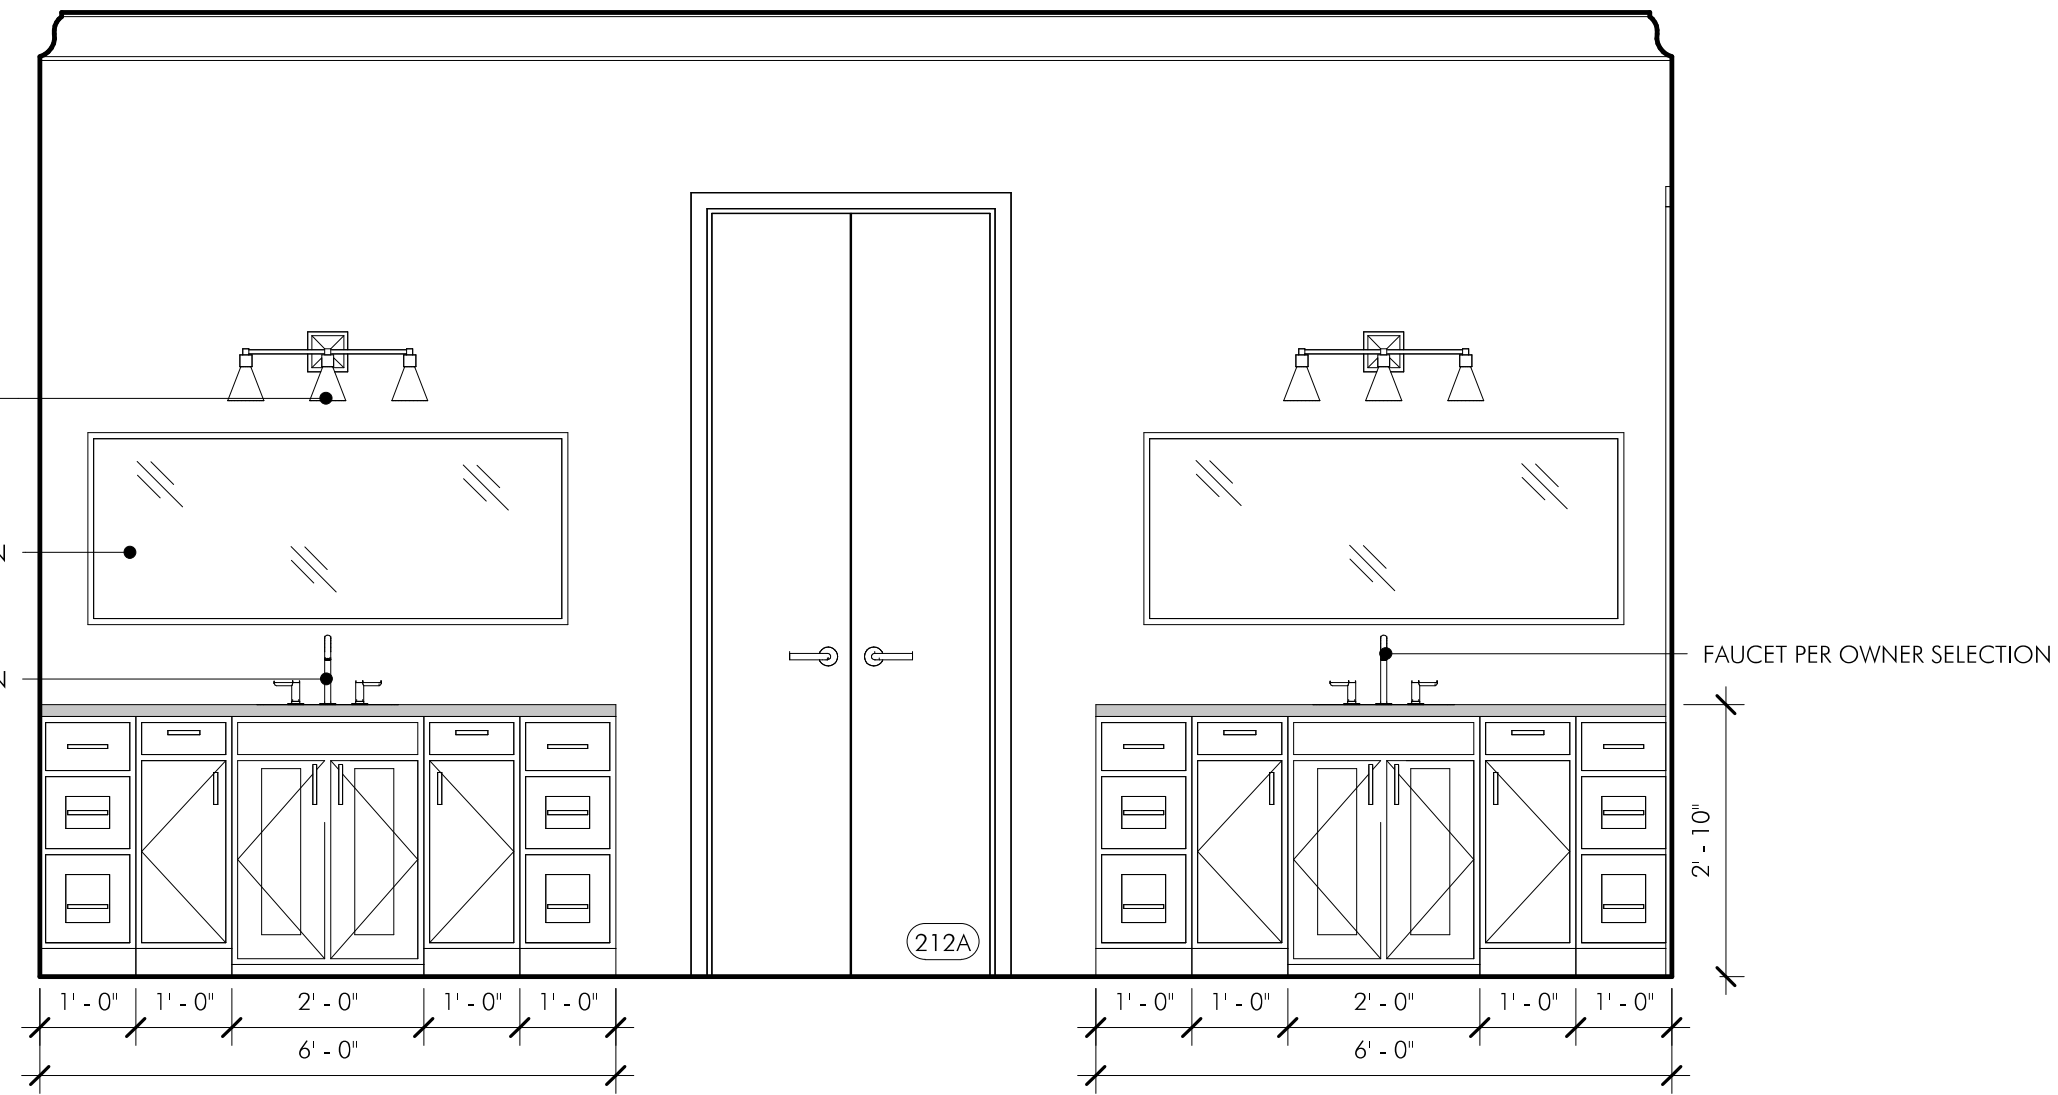 N
N
FAUCET PER OWNER SELECTION
2' - 10"
212A
1' - 0" 1' - 0" 2' - 0" 1' - 0" 1' - 0"
6' - 0"
1' - 0" 1' - 0" 2' - 0" 1' - 0" 1' - 0"
6' - 0"